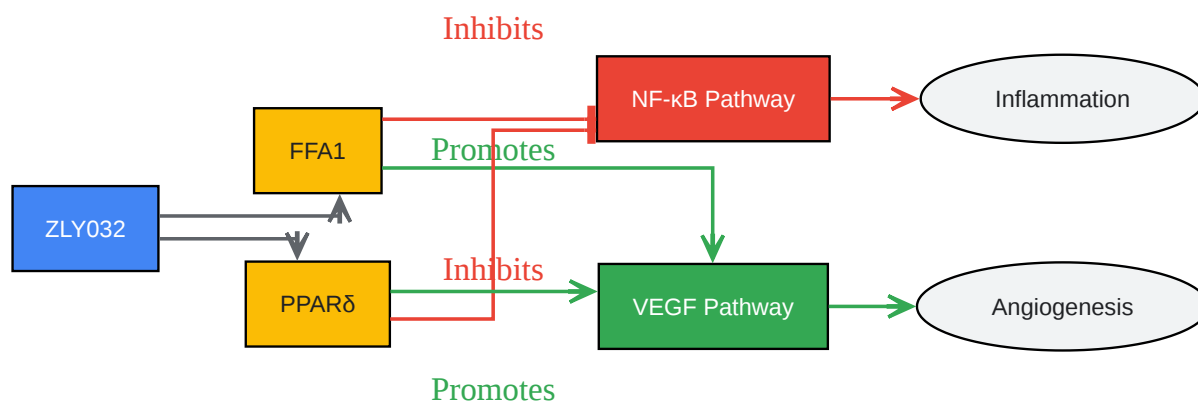 Inhibits
NF-κB Pathway
Inflammation
FFA1
Promotes
ZLY032
Inhibits
PPARδ
VEGF Pathway
Angiogenesis
Promotes